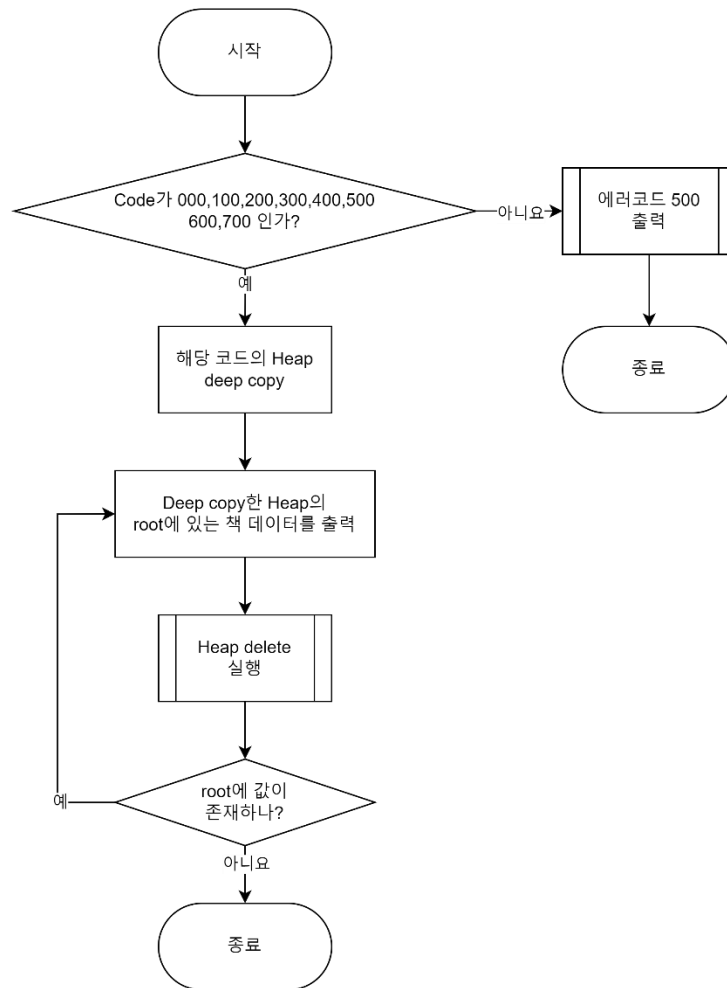 시작
Code가 000,100,200,300,400,500
600,700 인가?
아니요
에러코드 500
출력
예
종료
해당 코드의 Heap
deep copy
Deep copy한 Heap의
root에 있는 책 데이터를 출력
Heap delete
실행
root에 값이
존재하나?
예
아니요
종료